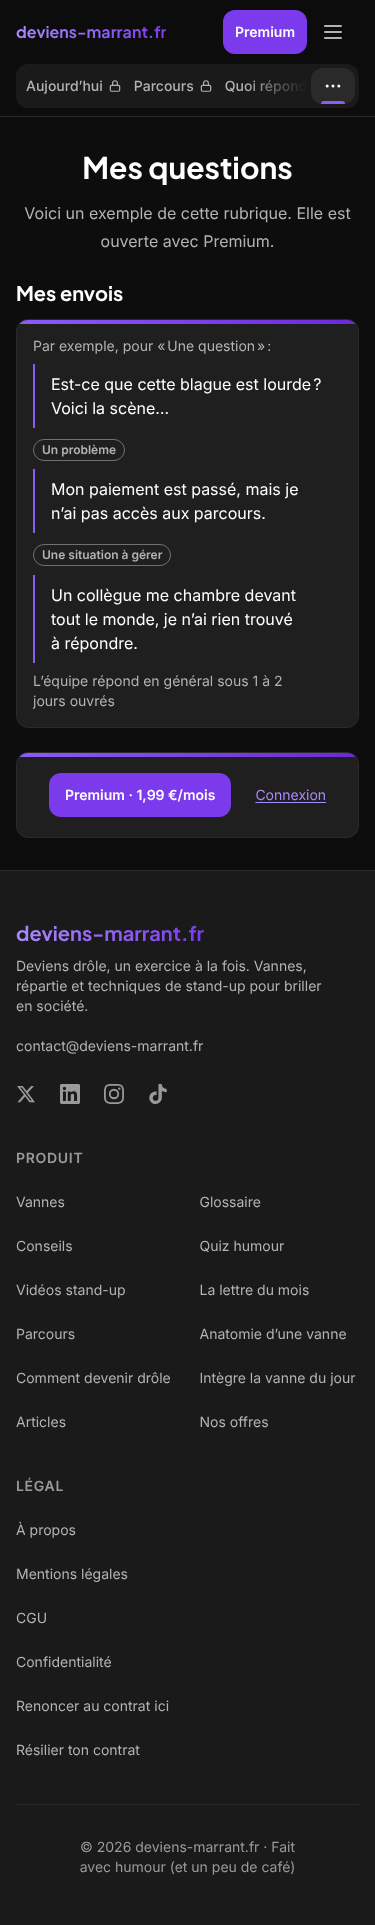 deviens-marrant.fr
Premium
Aujourd’hui
Parcours
Quoi répond
Mes questions
Voici un exemple de cette rubrique. Elle est
ouverte avec Premium.
Mes envois
Par exemple, pour « Une question » :
Est-ce que cette blague est lourde ?
Voici la scène…
Un problème
Mon paiement est passé, mais je
n’ai pas accès aux parcours.
Une situation à gérer
Un collègue me chambre devant
tout le monde, je n’ai rien trouvé
à répondre.
L’équipe répond en général sous 1 à 2
jours ouvrés
Premium · 1,99 €/mois
Connexion
deviens-marrant.fr
Deviens drôle, un exercice à la fois. Vannes,
répartie et techniques de stand-up pour briller
en société.
contact@deviens-marrant.fr
PRODUIT
Vannes
Glossaire
Conseils
Quiz humour
Vidéos stand-up
La lettre du mois
Parcours
Anatomie d’une vanne
Comment devenir drôle
Intègre la vanne du jour
Articles
Nos offres
LÉGAL
À propos
Mentions légales
CGU
Confidentialité
Renoncer au contrat ici
Résilier ton contrat
© 2026 deviens-marrant.fr · Fait
avec humour (et un peu de café)